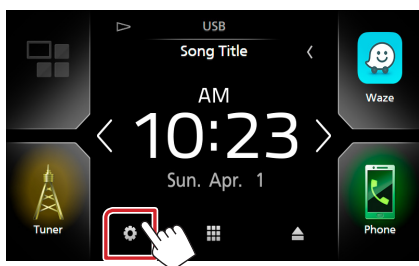 USB
Song Title
Waze
AM
10:23
Sun. Apr. 1
Tuner
Phone